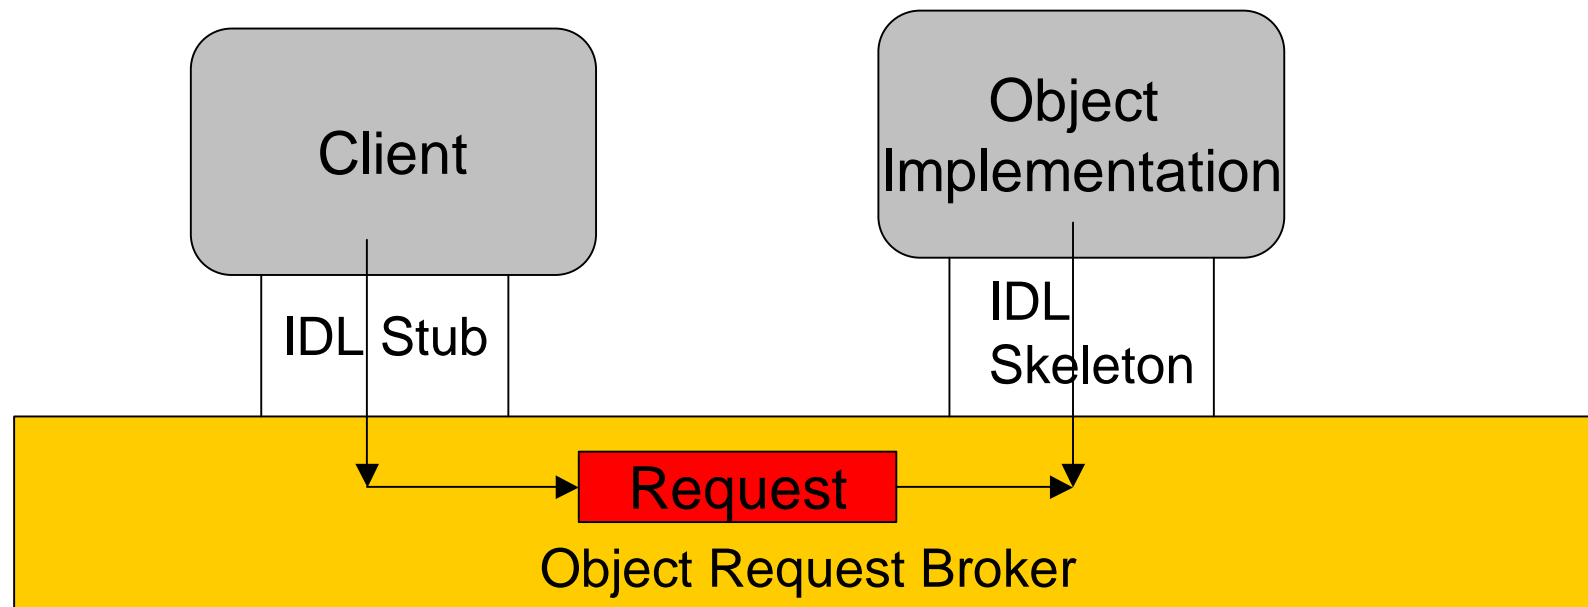 Client
Object
Implementation
IDL Stub
IDL
Skeleton
Request
Object Request Broker